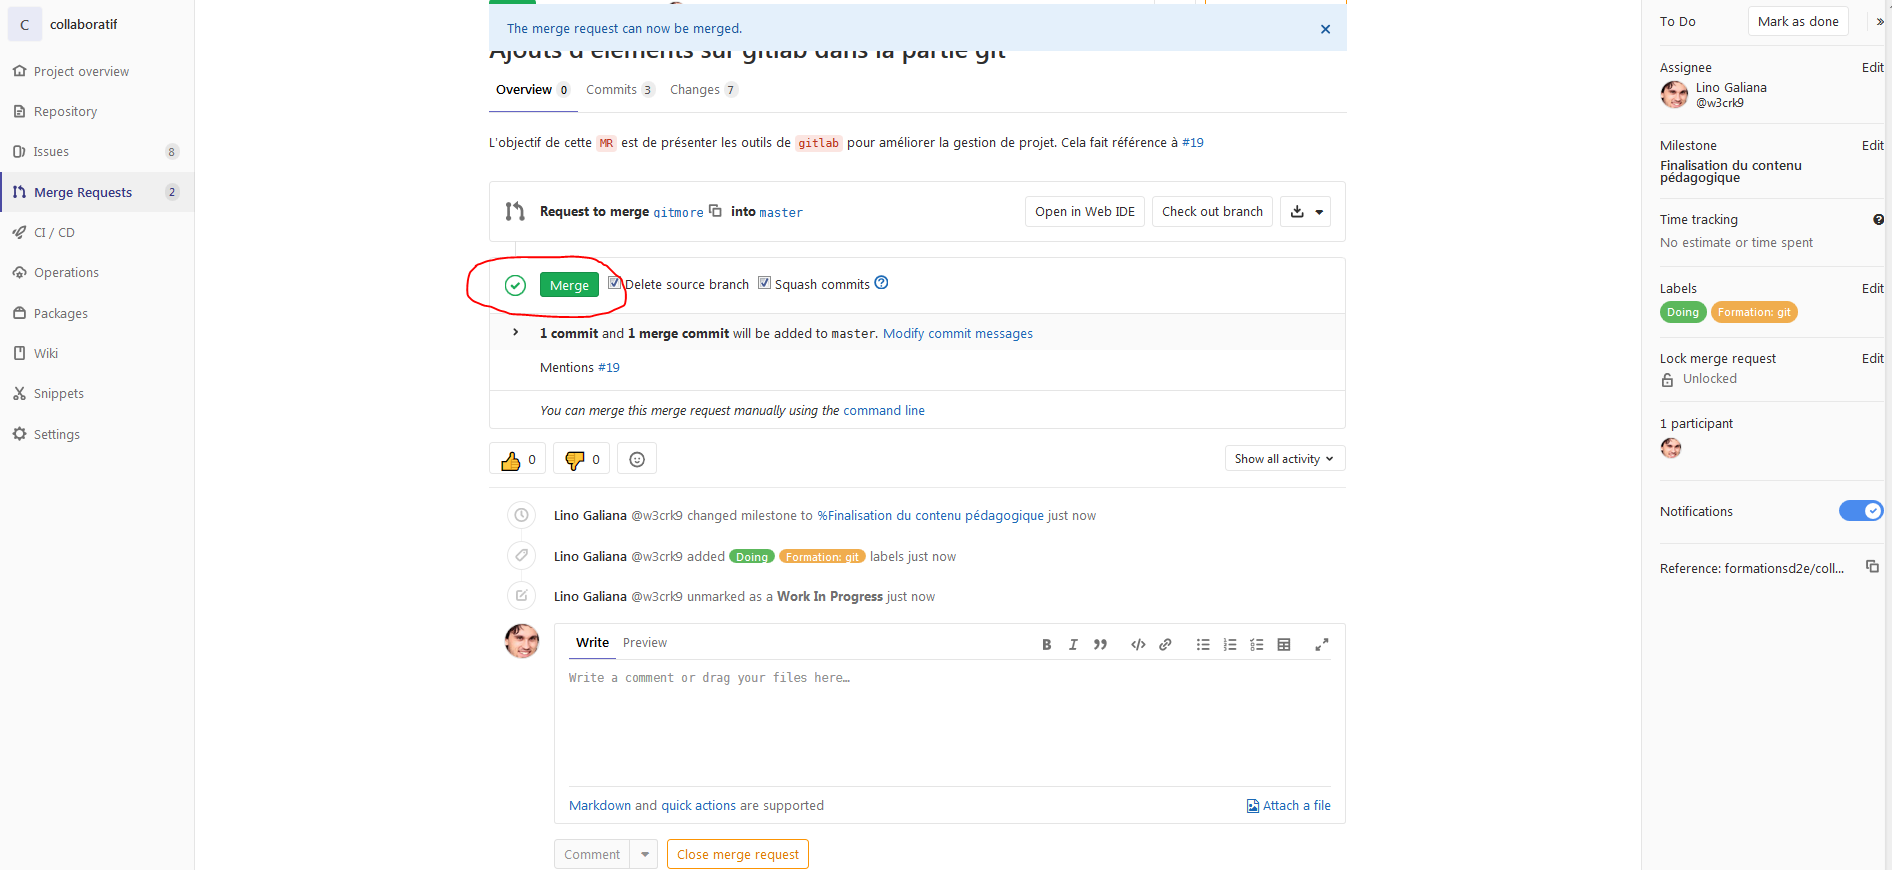 C collaboratif
Project overview
Repository
Issues 8
Merge Requests 2
CI / CD
Operations
Packages
Wiki
Snippets
Settings
The merge request can now be merged.
Ajouts d'éléments sur gitlab dans la partie git
Overview 0 Commits 3 Changes 7
L'objectif de cette MR est de présenter les outils de gitlab pour améliorer la gestion de projet. Cela fait référence à #19
Request to merge gitmore into master
Open in Web IDE Check out branch
Merge Delete source branch Squash commits
1 commit and 1 merge commit will be added to master. Modify commit messages
Mentions #19
You can merge this merge request manually using the command line
0 0
Show all activity
Lino Galiana @w3crk9 changed milestone to %Finalisation du contenu pédagogique just now
Lino Galiana @w3crk9 added Doing Formation: git labels just now
Lino Galiana @w3crk9 unmarked as a Work In Progress just now
Write Preview
Write a comment or drag your files here…
Markdown and quick actions are supported
Attach a file
Comment Close merge request
To Do Mark as done »
Assignee Edit
Lino Galiana
@w3crk9
Milestone Edit
Finalisation du contenu
pédagogique
Time tracking
No estimate or time spent
Labels Edit
Doing Formation: git
Lock merge request Edit
Unlocked
1 participant
Notifications
Reference: formationsd2e/coll...